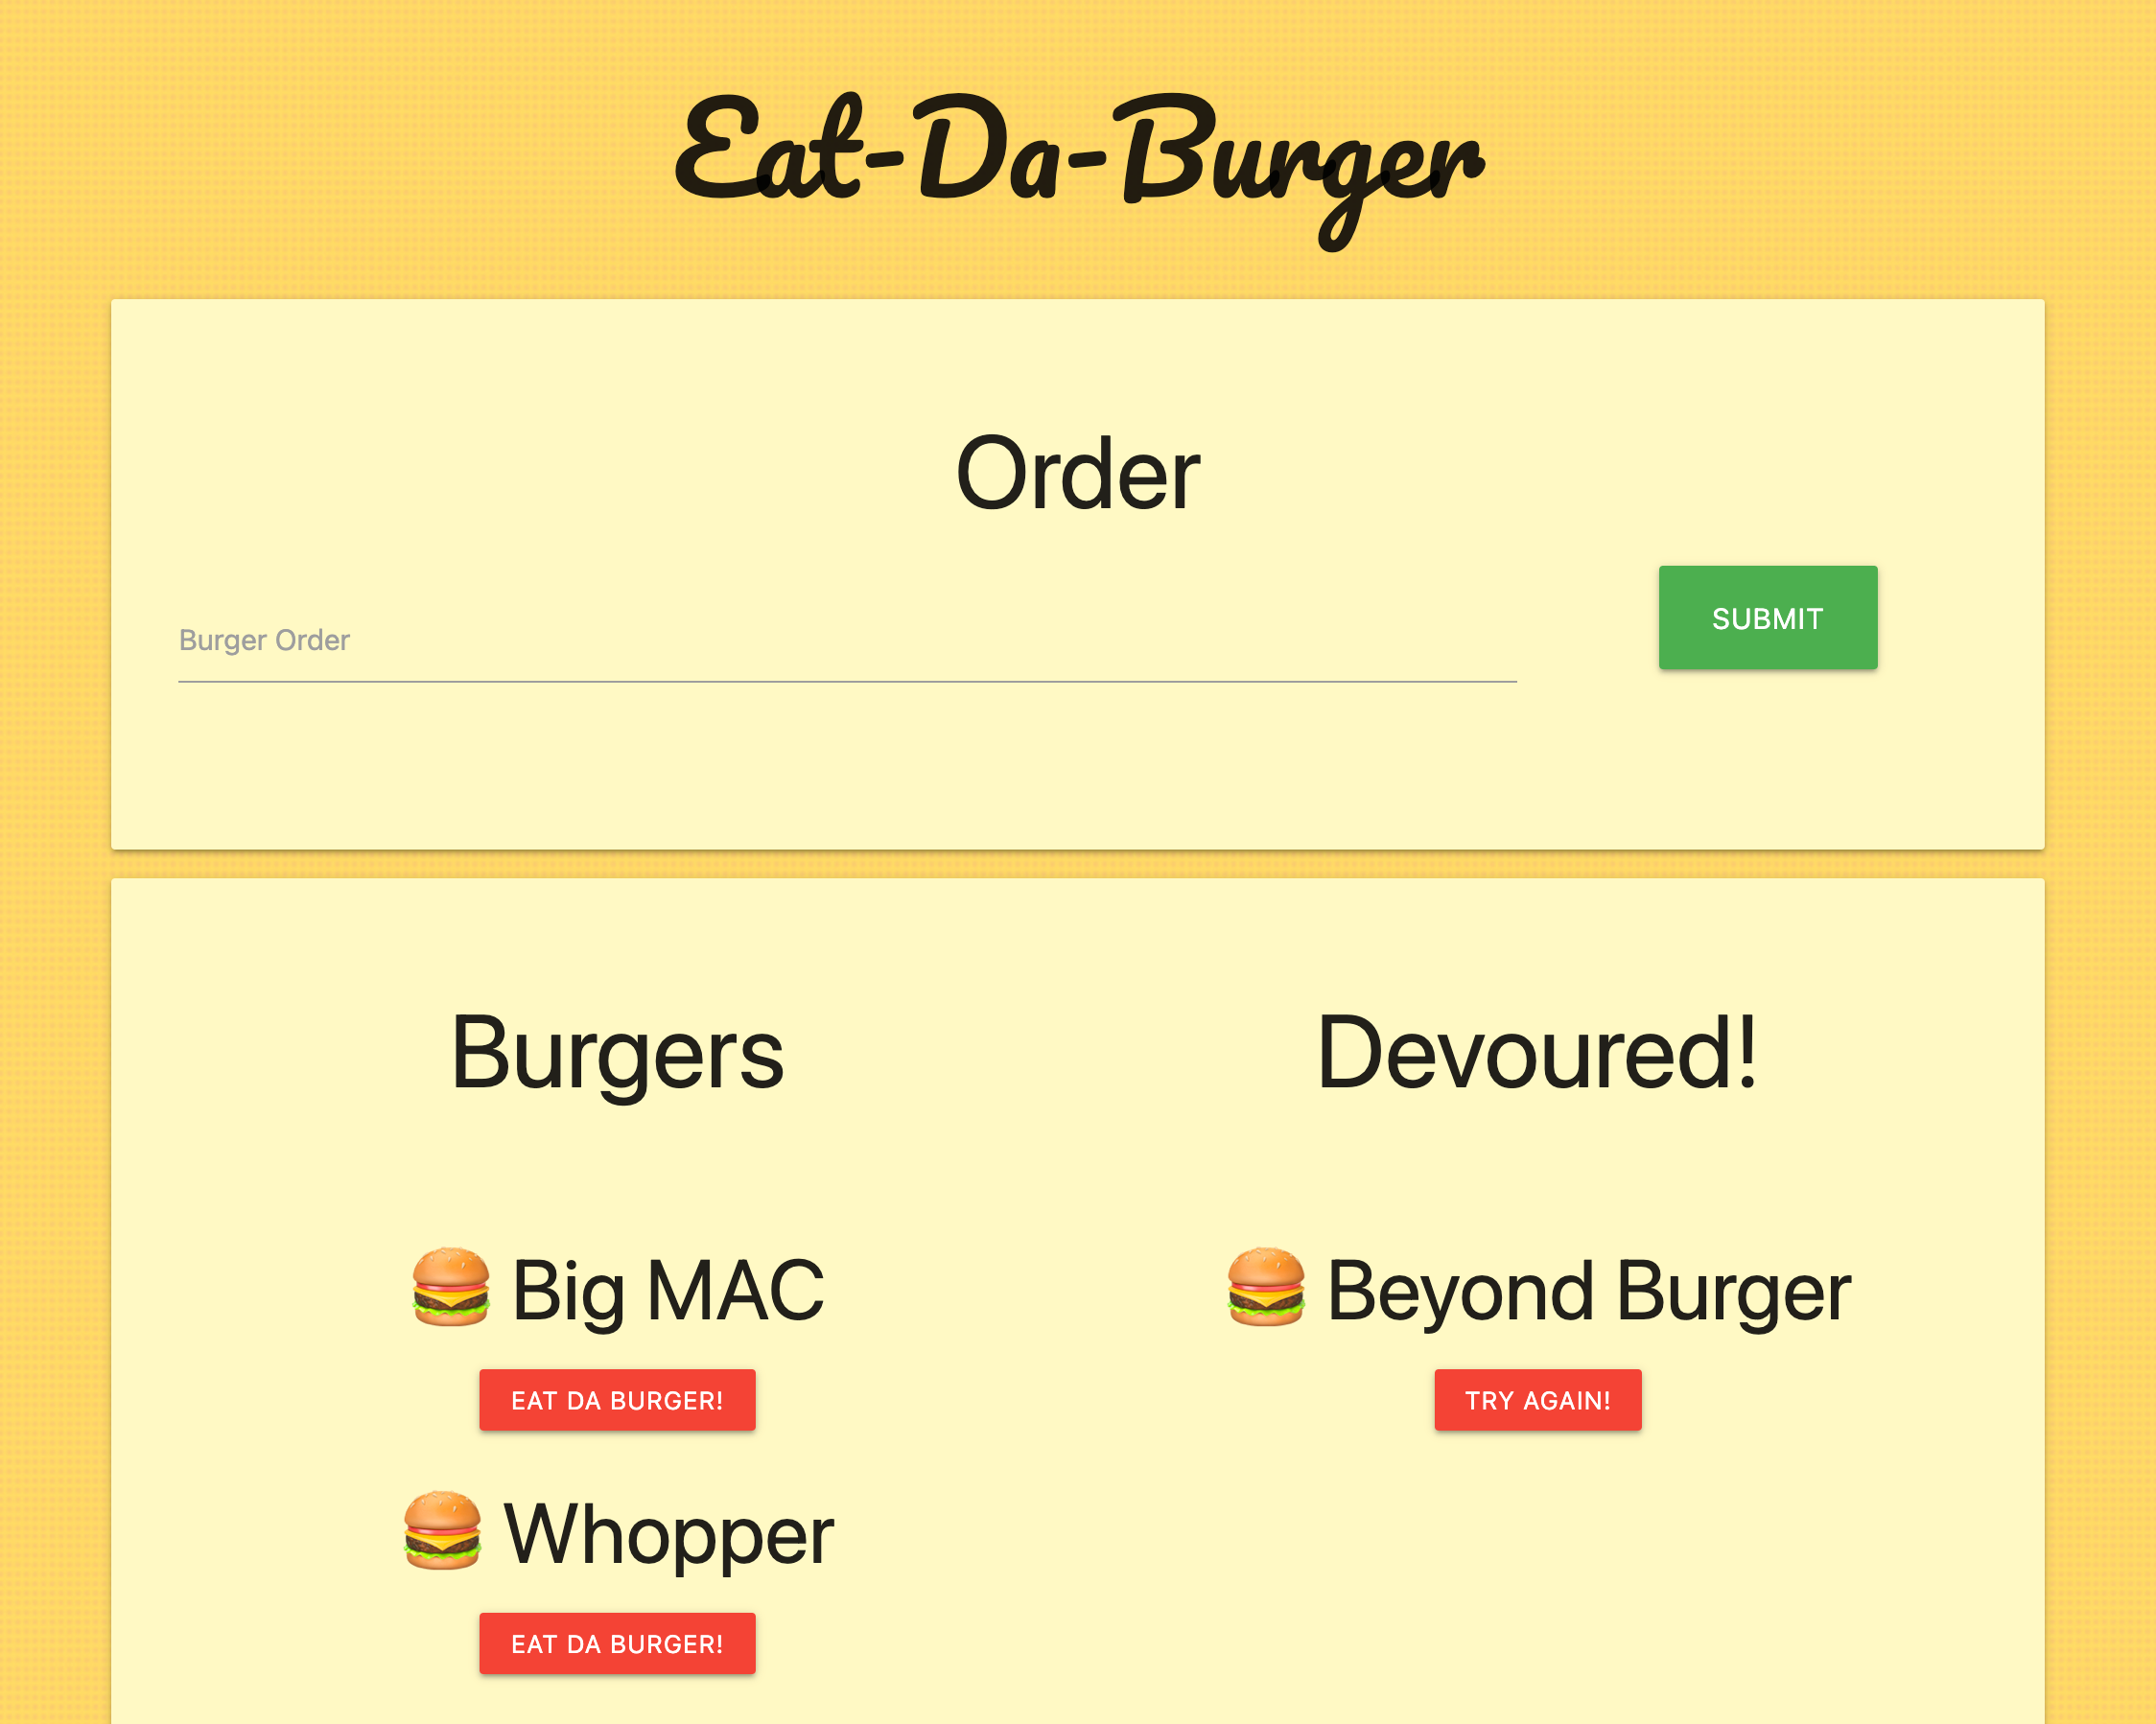 Eat-Da-Burger
Order
Burger Order
SUBMIT
Burgers
Devoured!
Big MAC
EAT DA BURGER!
Whopper
EAT DA BURGER!
Beyond Burger
TRY AGAIN!